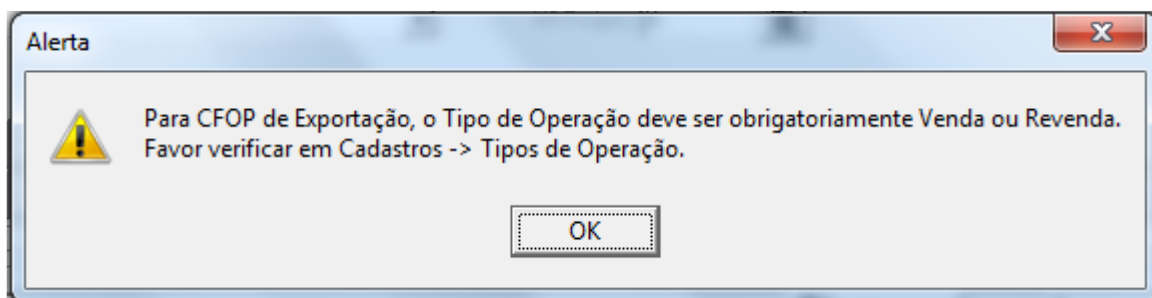 Alerta
Para CFOP de Exportação, o Tipo de Operação deve ser obrigatoriamente Venda ou Revenda.
Favor verificar em Cadastros -> Tipos de Operação.
OK